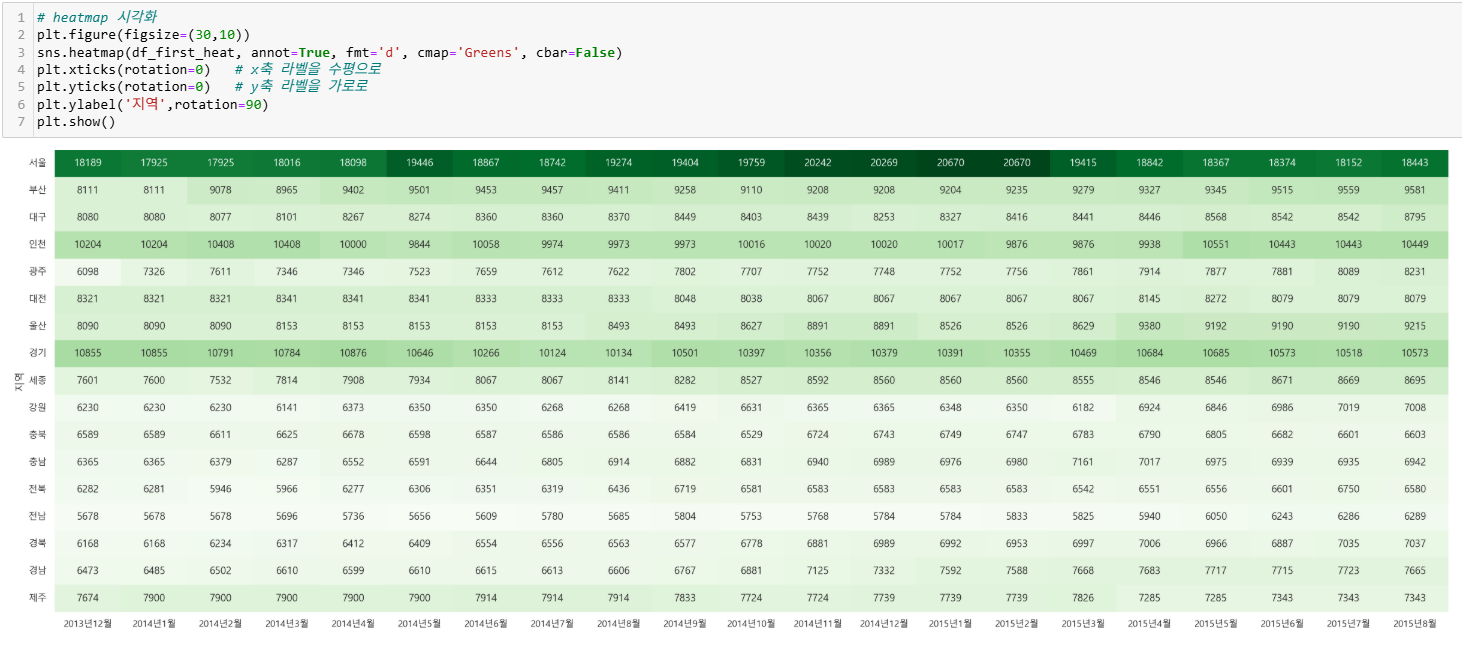 1 # heatmap 시각화
2 plt.figure(figsize=(30,10))
3 sns.heatmap(df_first_heat, annot=True, fmt='d', cmap='Greens', cbar=False)
4 plt.xticks(rotation=0)   # x축 라벨을 수평으로
5 plt.yticks(rotation=0)   # y축 라벨을 가로로
6 plt.ylabel('지역',rotation=90)
7 plt.show()
서울 18189 17925 17925 18016 18098 19446 18867 18742 19274 19404 19759 20242 20269 20670 20670 19415 18842 18367 18374 18152 18443
부산 8111 8111 9078 8965 9402 9501 9453 9457 9411 9258 9110 9208 9208 9204 9235 9279 9327 9345 9515 9559 9581
대구 8080 8080 8077 8101 8267 8274 8360 8360 8370 8449 8403 8439 8253 8327 8416 8441 8446 8568 8542 8542 8795
인천 10204 10204 10408 10408 10000 9844 10058 9974 9973 9973 10016 10020 10020 10017 9876 9876 9938 10551 10443 10443 10449
광주 6098 7326 7611 7346 7346 7523 7659 7612 7622 7802 7707 7752 7748 7752 7756 7861 7914 7877 7881 8089 8231
대전 8321 8321 8321 8341 8341 8341 8333 8333 8333 8048 8038 8067 8067 8067 8067 8067 8145 8272 8079 8079 8079
울산 8090 8090 8090 8153 8153 8153 8153 8153 8493 8493 8627 8891 8891 8526 8526 8629 9380 9192 9190 9190 9215
경기 10855 10855 10791 10784 10876 10646 10266 10124 10134 10501 10397 10356 10379 10391 10355 10469 10684 10685 10573 10518 10573
지역
세종 7601 7600 7532 7814 7908 7934 8067 8067 8141 8282 8527 8592 8560 8560 8560 8555 8546 8546 8671 8669 8695
강원 6230 6230 6230 6141 6373 6350 6350 6268 6268 6419 6631 6365 6365 6348 6350 6182 6924 6846 6986 7019 7008
충북 6589 6589 6611 6625 6678 6598 6587 6586 6586 6584 6529 6724 6743 6749 6747 6783 6790 6805 6682 6601 6603
충남 6365 6365 6379 6287 6552 6591 6644 6805 6914 6882 6831 6940 6989 6976 6980 7161 7017 6975 6939 6935 6942
전북 6282 6281 5946 5966 6277 6306 6351 6319 6436 6719 6581 6583 6583 6583 6583 6542 6551 6556 6601 6750 6580
전남 5678 5678 5678 5696 5736 5656 5609 5780 5685 5804 5753 5768 5784 5784 5833 5825 5940 6050 6243 6286 6289
경북 6168 6168 6234 6317 6412 6409 6554 6556 6563 6577 6778 6881 6989 6992 6953 6997 7006 6966 6887 7035 7037
경남 6473 6485 6502 6610 6599 6610 6615 6613 6606 6767 6881 7125 7332 7592 7588 7668 7683 7717 7715 7723 7665
제주 7674 7900 7900 7900 7900 7900 7914 7914 7914 7833 7724 7724 7739 7739 7739 7826 7285 7285 7343 7343 7343
2013년12월 2014년1월 2014년2월 2014년3월 2014년4월 2014년5월 2014년6월 2014년7월 2014년8월 2014년9월 2014년10월 2014년11월 2014년12월 2015년1월 2015년2월 2015년3월 2015년4월 2015년5월 2015년6월 2015년7월 2015년8월